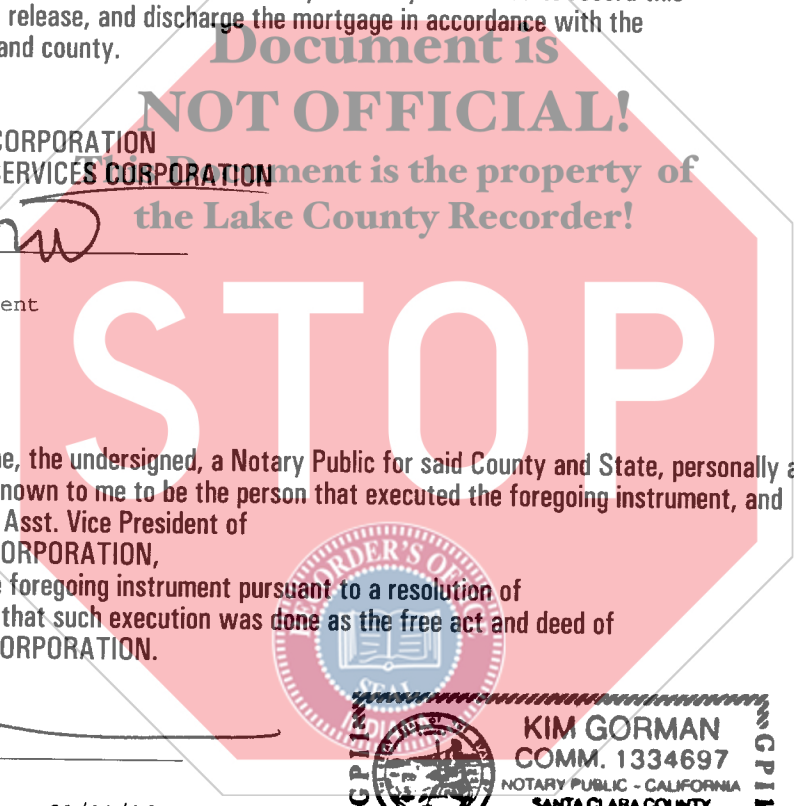 release, and discharge the mortgage in accordance with the
and county.
Document is
NOT OFFICIAL!
This Document is the property of
the Lake County Recorder!
CORPORATION
ERVICES CORPORATION
ent
STOP
e, the undersigned, a Notary Public for said County and State, personally a
nown to me to be the person that executed the foregoing instrument, and
Asst. Vice President of
ORPORATION,
e foregoing instrument pursuant to a resolution of
that such execution was done as the free act and deed of
ORPORATION.
RECORDER'S OFFICE
SEAL
INDIANA
KIM GORMAN
COMM. 1334697
NOTARY PUBLIC - CALIFORNIA
SANTA CLARA COUNTY